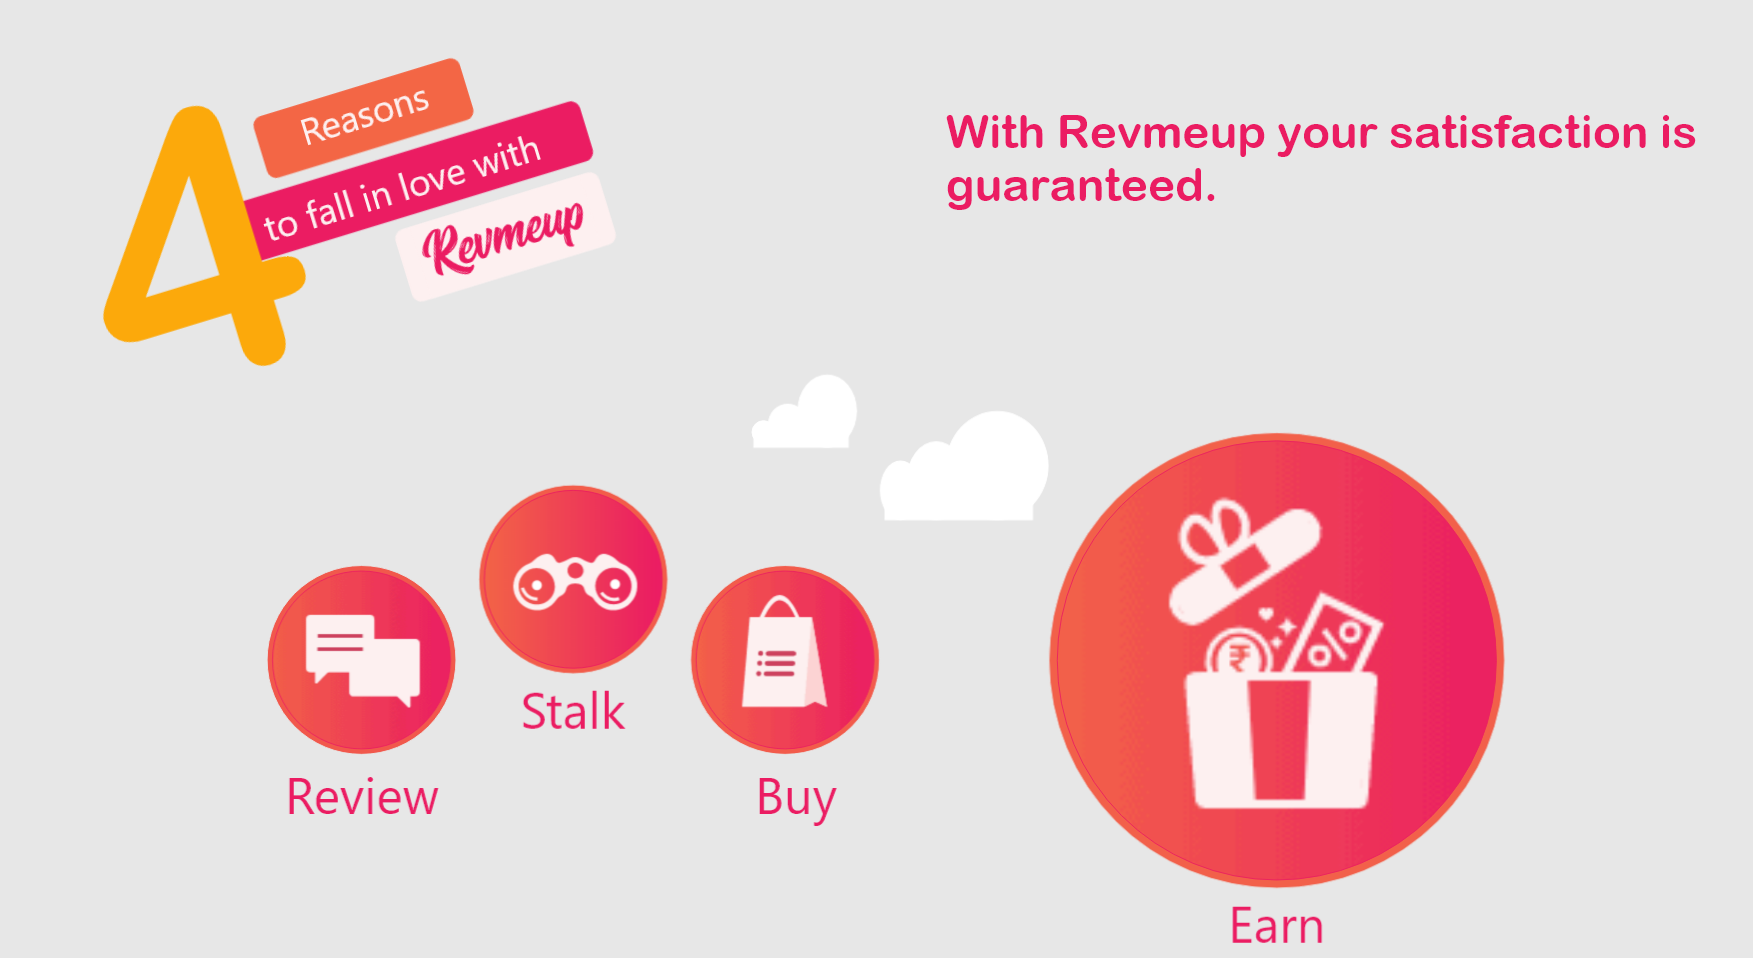 4
Reasons
to fall in love with
Revmeup
With Revmeup your satisfaction is
guaranteed.
Review
Stalk
Buy
₹
%
Earn